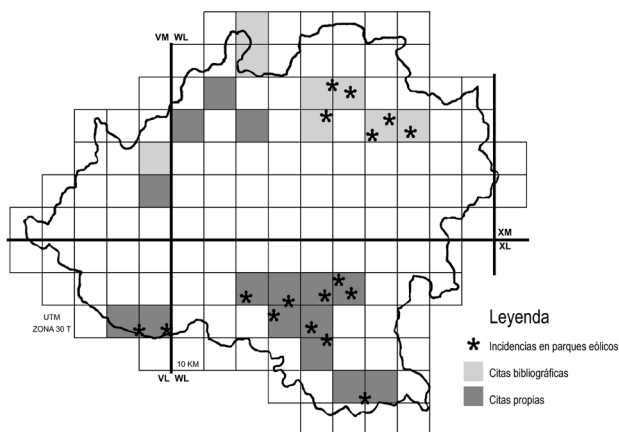 VM WL
XM
XL
UTM
ZONA 30 T
10 KM
VL WL
Leyenda
Incidencias en parques eólicos
Citas bibliográficas
Citas propias